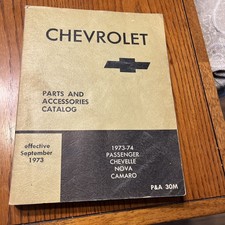 CHEVROLET
PARTS AND
ACCESSORIES
CATALOG
effective
September
1973
1973-74
PASSENGER
CHEVELLE
NOVA
CAMARO
P&A 30M